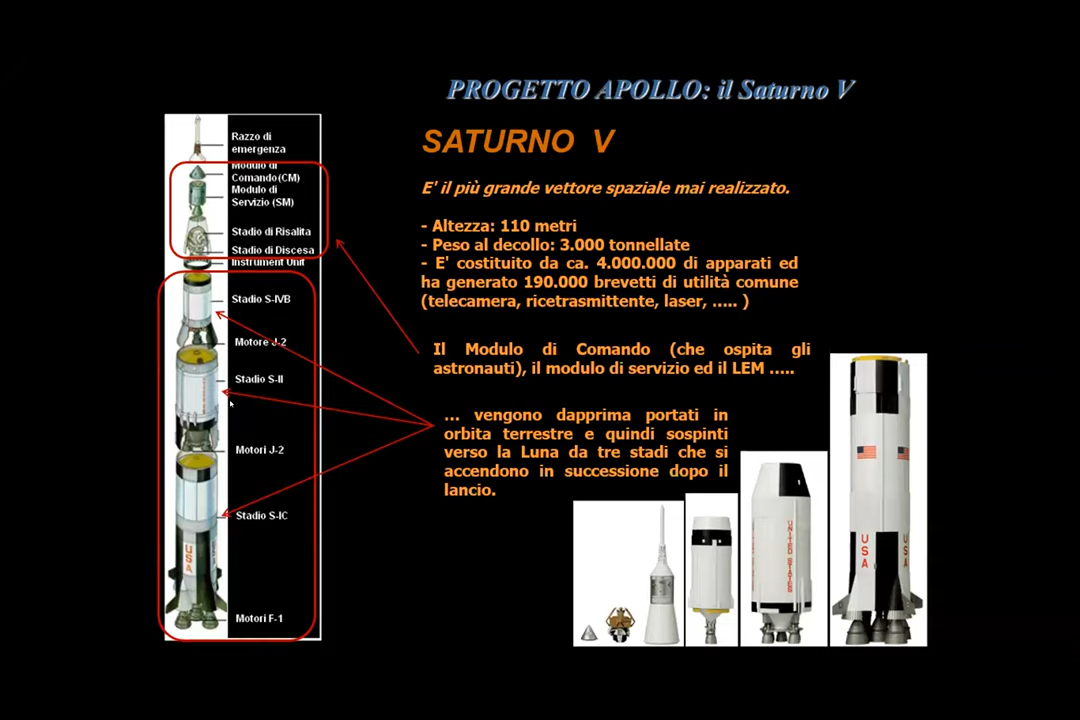 PROGETTO APOLLO: il Saturno V
SATURNO V
E' il più grande vettore spaziale mai realizzato.
- Altezza: 110 metri
- Peso al decollo: 3.000 tonnellate
- E' costituito da ca. 4.000.000 di apparati ed
ha generato 190.000 brevetti di utilità comune
(telecamera, ricetrasmittente, laser, ..... )
Il Modulo di Comando (che ospita gli
astronauti), il modulo di servizio ed il LEM .....
... vengono dapprima portati in
orbita terrestre e quindi sospinti
verso la Luna da tre stadi che si
accendono in successione dopo il
lancio.
Razzo di
emergenza
Modulo di
Comando(CM)
Modulo di
Servizio (SM)
Stadio di Risalita
Stadio di Discesa
Instrument Unit
Stadio S-IVB
Motore J-2
Stadio S-II
Motori J-2
Stadio S-IC
Motori F-1
USA
UNITED STATES
USA
USA